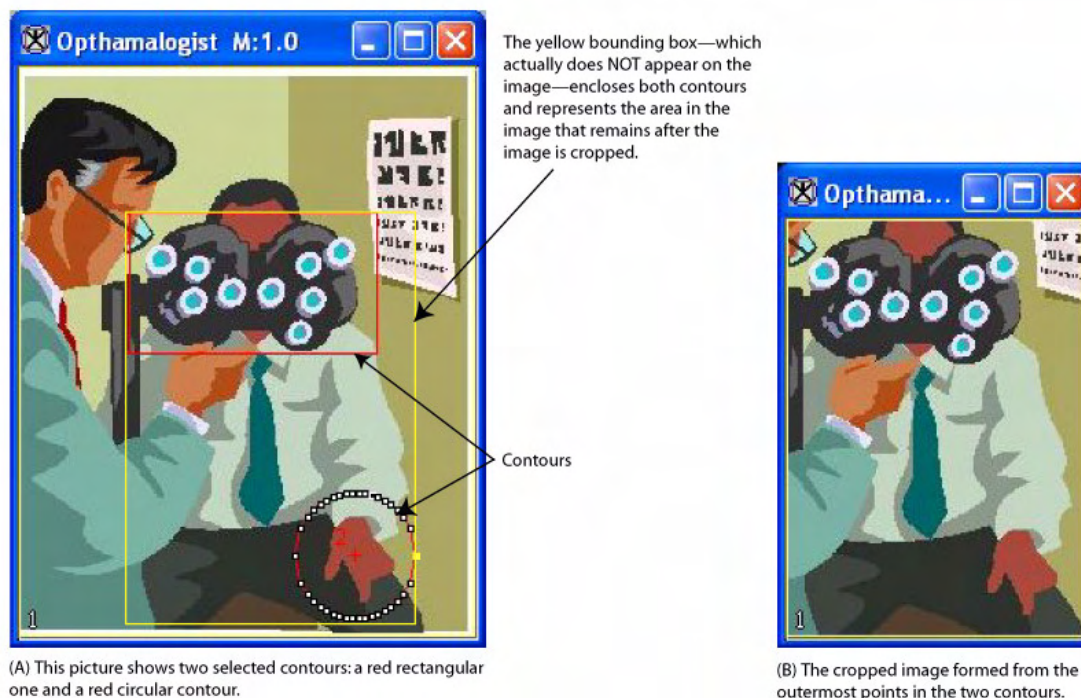 Opthamalogist M:1.0
The yellow bounding box—which
actually does NOT appear on the
image—encloses both contours
and represents the area in the
image that remains after the
image is cropped.
Opthama...
Contours
2
1
1
(A) This picture shows two selected contours: a red rectangular
one and a red circular contour.
(B) The cropped image formed from the
outermost points in the two contours.